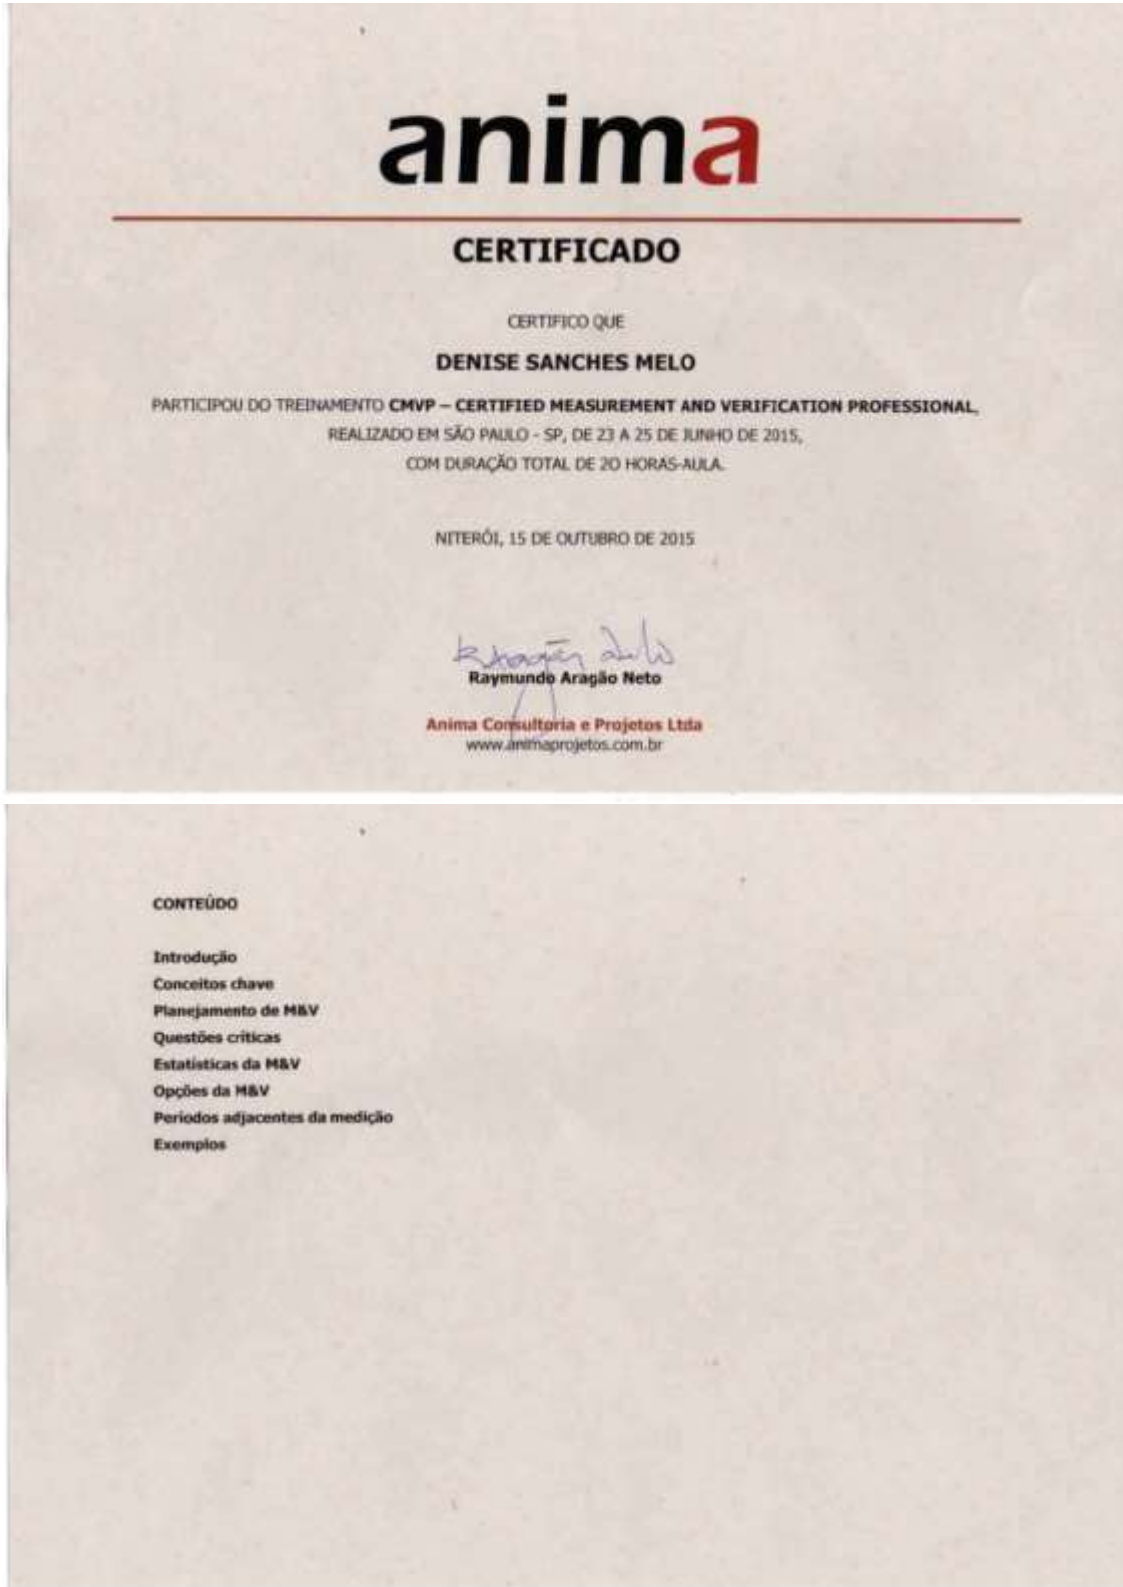 anima
CERTIFICADO
CERTIFICO QUE
DENISE SANCHES MELO
PARTICIPOU DO TREINAMENTO CMVP – CERTIFIED MEASUREMENT AND VERIFICATION PROFESSIONAL,
REALIZADO EM SÃO PAULO - SP, DE 23 A 25 DE JUNHO DE 2015,
COM DURAÇÃO TOTAL DE 20 HORAS-AULA.
NITERÓI, 15 DE OUTUBRO DE 2015
Raymundo Aragão Neto
Anima Consultoria e Projetos Ltda
www.animaprojetos.com.br
CONTEÚDO
Introdução
Conceitos chave
Planejamento de M&V
Questões críticas
Estatísticas da M&V
Opções da M&V
Períodos adjacentes da medição
Exemplos